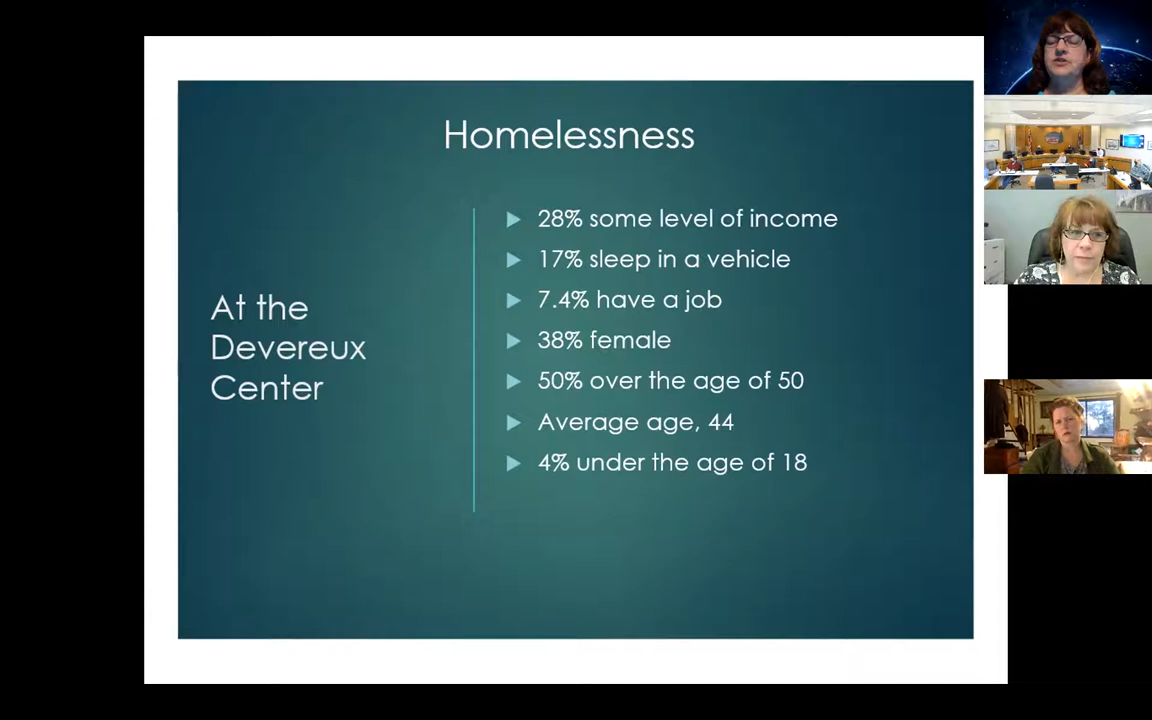 Homelessness
At the
Devereux
Center
28% some level of income
17% sleep in a vehicle
7.4% have a job
38% female
50% over the age of 50
Average age, 44
4% under the age of 18